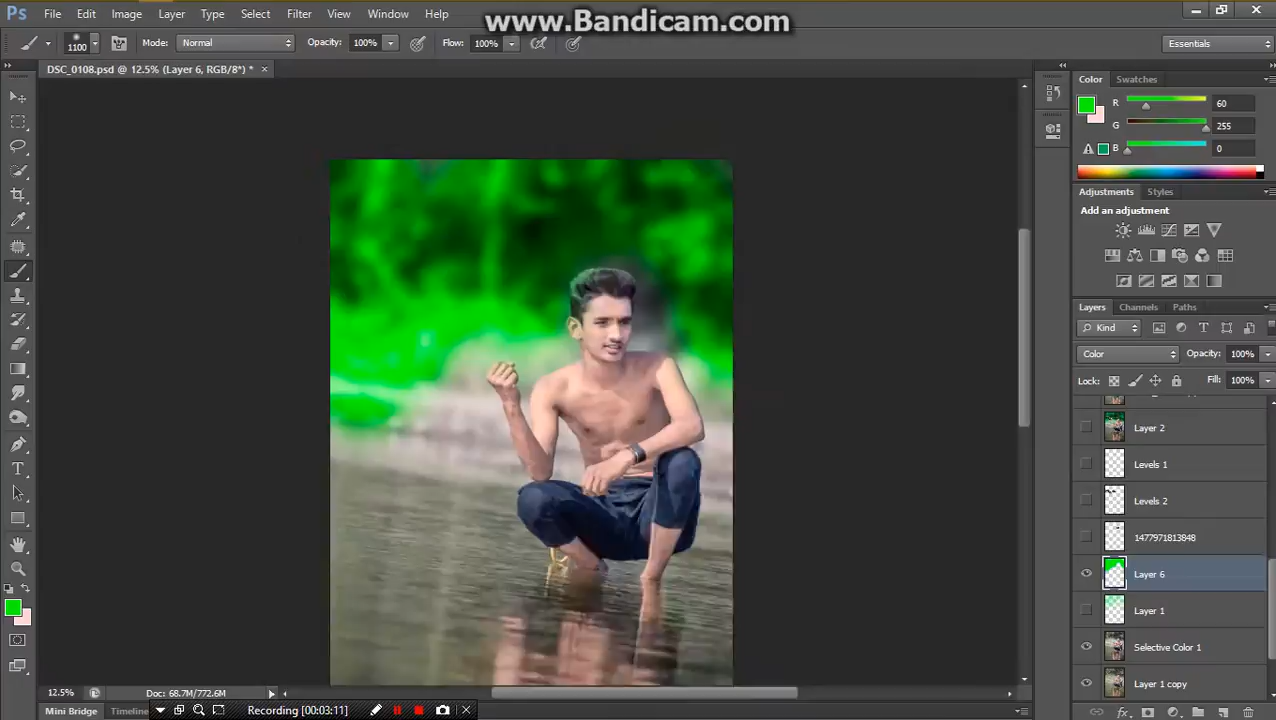 www.Bandicam.com
Ps File Edit Image Layer Type Select Filter Analysis View Window Help
1100 Mode: Normal Opacity: 100% Flow: 100% Essentials
DSC_0108.psd @ 12.5% (Layer 6, RGB/8*) *
Color Swatches
R 60
G 255
B 0
Adjustments Styles
Add an adjustment
Layers Channels Paths
Kind
Color Opacity: 100%
Lock: Fill: 100%
Layer 2
Levels 1
Levels 2
1477971813848
Layer 6
Layer 1
Selective Color 1
Layer 1 copy
12.5% Doc: 68.7M/772.6M
Mini Bridge Timeline Recording [00:03:11]